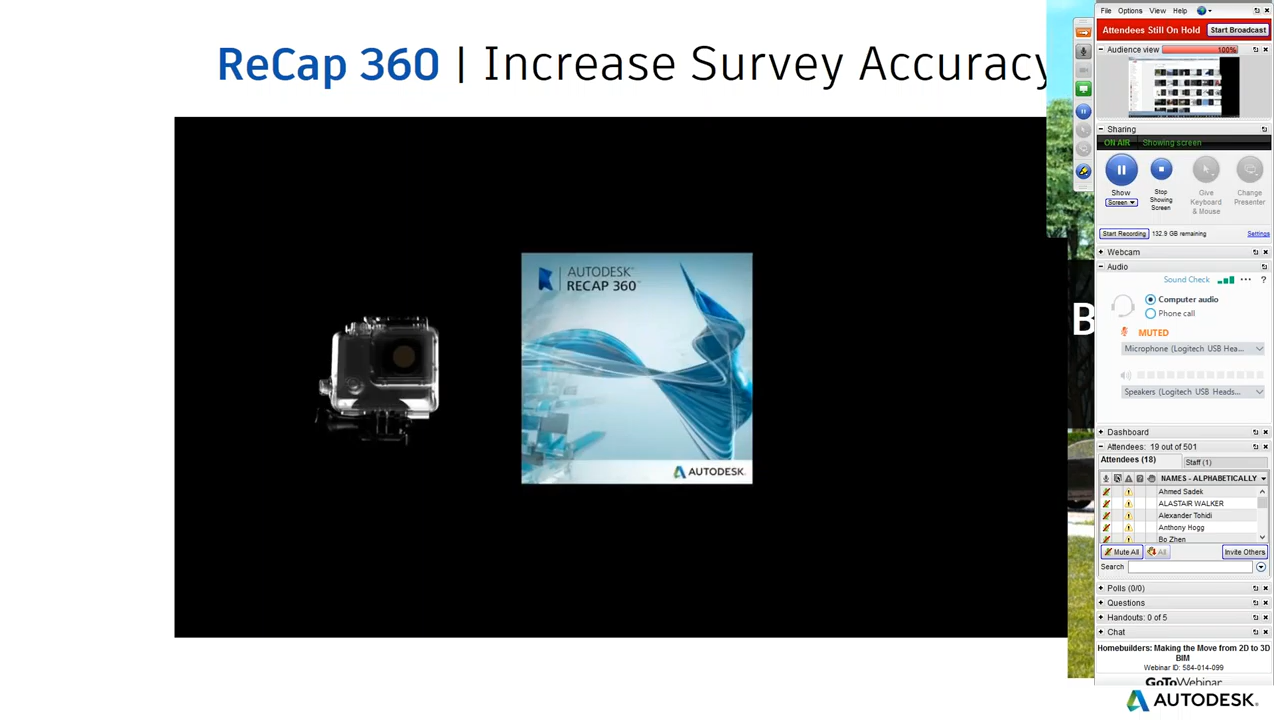 ReCap 360 | Increase Survey Accuracy
AUTODESK™
RECAP 360™
AUTODESK.
B
File Options View Help
Attendees Still On Hold
Start Broadcast
Audience view
100%
Sharing
ON AIR
Showing screen
Show
Screen
Stop
Showing
Screen
Give
Keyboard
& Mouse
Change
Presenter
Start Recording
132.9 GB remaining
Settings
Webcam
Audio
Sound Check
?
Computer audio
Phone call
MUTED
Microphone (Logitech USB Hea...
Speakers (Logitech USB Heads...
Dashboard
Attendees: 19 out of 501
Attendees (18)
Staff (1)
NAMES - ALPHABETICALLY
Ahmed Sadek
ALASTAIR WALKER
Alexander Tohidi
Anthony Hogg
Bo Zhen
Mute All
All
Invite Others
Search
Polls (0/0)
Questions
Handouts: 0 of 5
Chat
Homebuilders: Making the Move from 2D to 3D
BIM
Webinar ID: 584-014-099
GoToWebinar
AUTODESK.